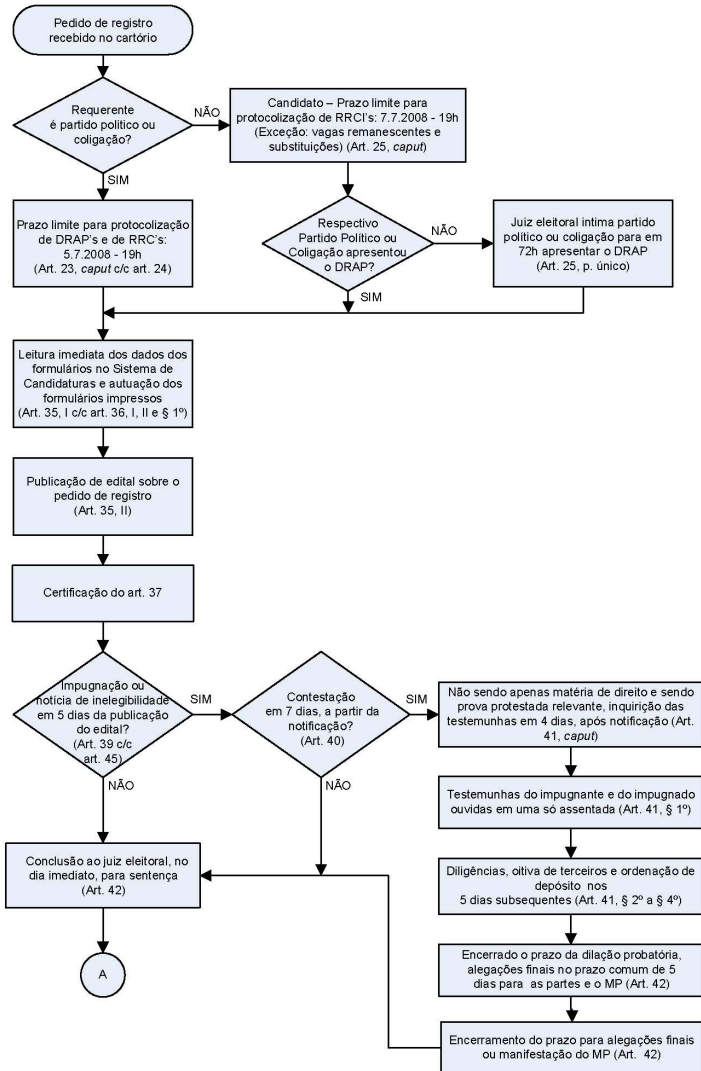 Pedido de registro
recebido no cartório
Requerente
é partido politico ou
coligação?
NÃO
SIM
Candidato – Prazo limite para
protocolização de RRCI's: 7.7.2008 - 19h
(Exceção: vagas remanescentes e
substituições) (Art. 25, caput)
Prazo limite para protocolização
de DRAP's e de RRC's:
5.7.2008 - 19h
(Art. 23, caput c/c art. 24)
Respectivo
Partido Político ou
Coligação apresentou
o DRAP?
NÃO
SIM
Juiz eleitoral intima partido
político ou coligação para em
72h apresentar o DRAP
(Art. 25, p. único)
Leitura imediata dos dados dos
formulários no Sistema de
Candidaturas e autuação dos
formulários impressos
(Art. 35, I c/c art. 36, I, II e § 1º)
Publicação de edital sobre o
pedido de registro
(Art. 35, II)
Certificação do art. 37
Impugnação ou
notícia de inelegibilidade
em 5 dias da publicação
do edital?
(Art. 39 c/c
art. 45)
SIM
NÃO
Contestação
em 7 dias, a partir da
notificação?
(Art. 40)
SIM
NÃO
Não sendo apenas matéria de direito e sendo
prova protestada relevante, inquirição das
testemunhas em 4 dias, após notificação (Art.
41, caput)
Testemunhas do impugnante e do impugnado
ouvidas em uma só assentada (Art. 41, § 1º)
Diligências, oitiva de terceiros e ordenação de
depósito nos
5 dias subsequentes (Art. 41, § 2º a § 4º)
Encerrado o prazo da dilação probatória,
alegações finais no prazo comum de 5
dias para as partes e o MP (Art. 42)
Encerramento do prazo para alegações finais
ou manifestação do MP (Art. 42)
Conclusão ao juiz eleitoral, no
dia imediato, para sentença
(Art. 42)
A